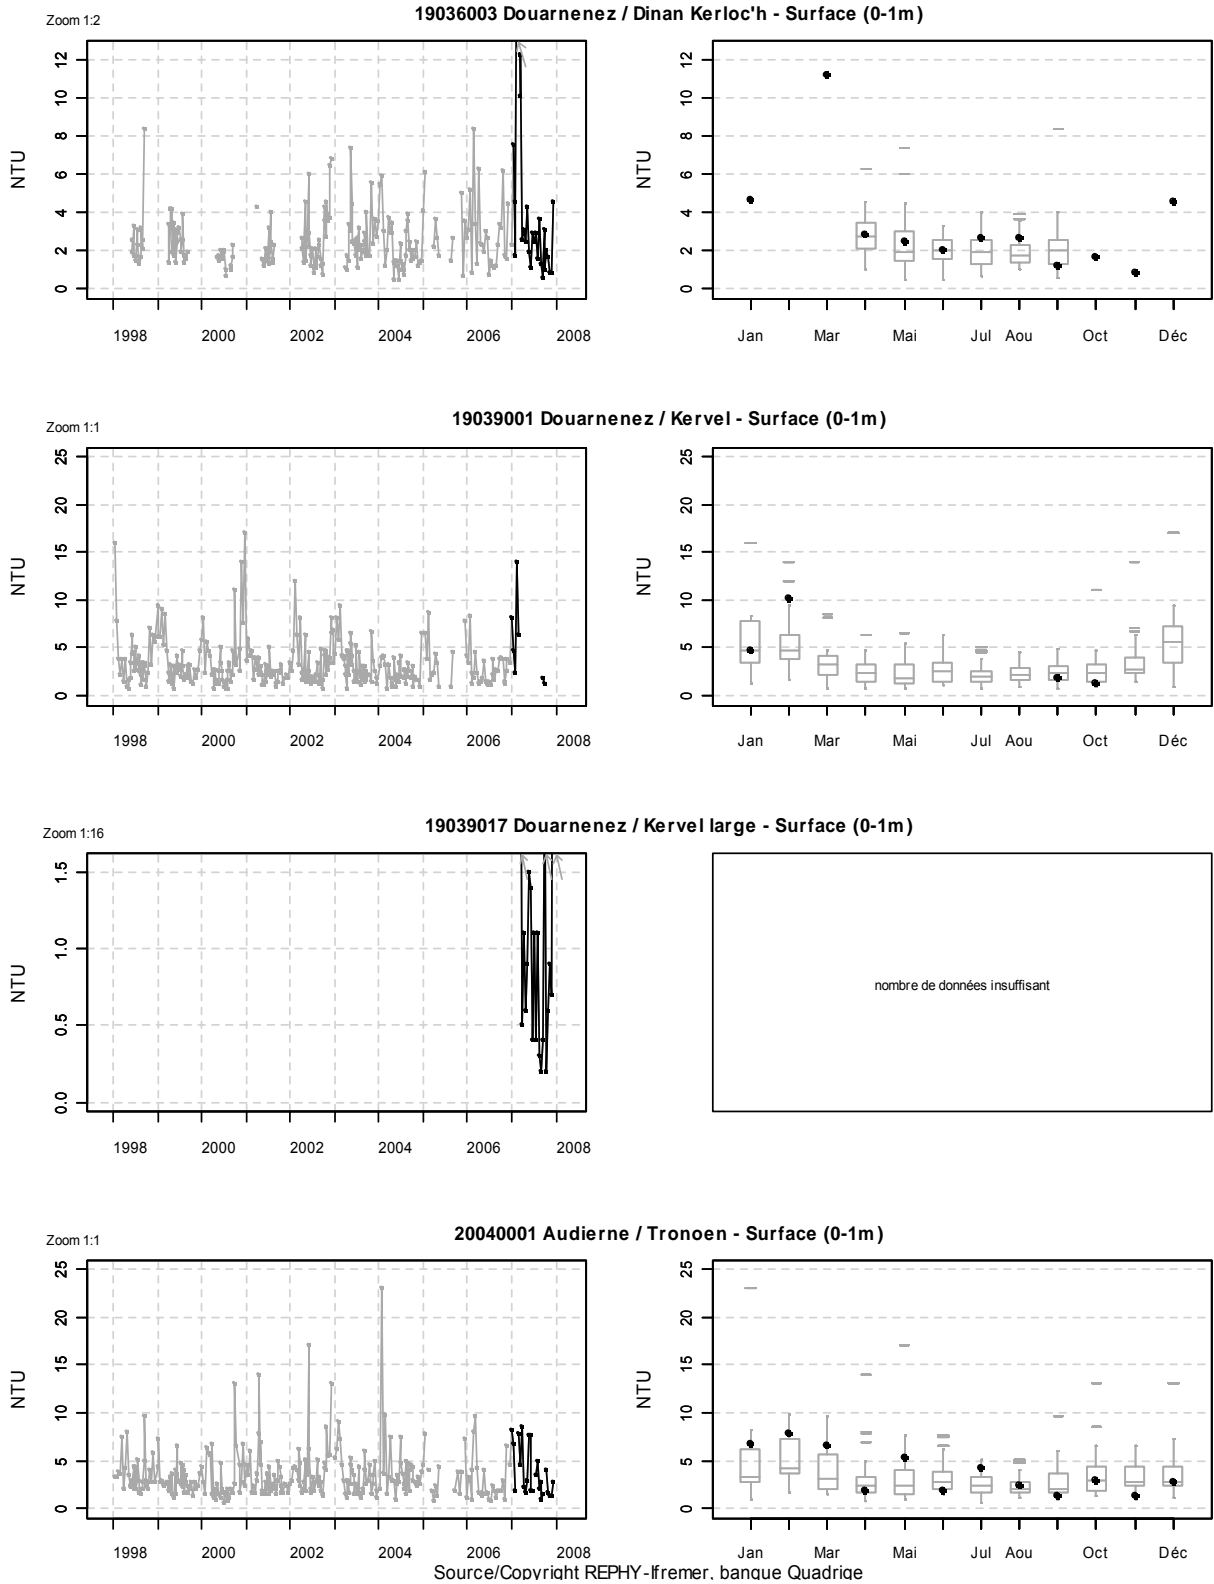 Zoom 1:2
19036003 Douarnenez / Dinan Kerloc'h - Surface (0-1m)
NTU
0 2 4 6 8 10 12
1998 2000 2002 2004 2006 2008
NTU
0 2 4 6 8 10 12
Jan Mar Mai Jul Aou Oct Déc
Zoom 1:1
19039001 Douarnenez / Kervel - Surface (0-1m)
NTU
0 5 10 15 20 25
1998 2000 2002 2004 2006 2008
NTU
0 5 10 15 20 25
Jan Mar Mai Jul Aou Oct Déc
Zoom 1:16
19039017 Douarnenez / Kervel large - Surface (0-1m)
NTU
0.0 0.5 1.0 1.5
1998 2000 2002 2004 2006 2008
nombre de données insuffisant
Zoom 1:1
20040001 Audierne / Tronoen - Surface (0-1m)
NTU
0 5 10 15 20 25
1998 2000 2002 2004 2006 2008
NTU
0 5 10 15 20 25
Jan Mar Mai Jul Aou Oct Déc
Source/Copyright REPHY-Ifremer, banque Quadrige